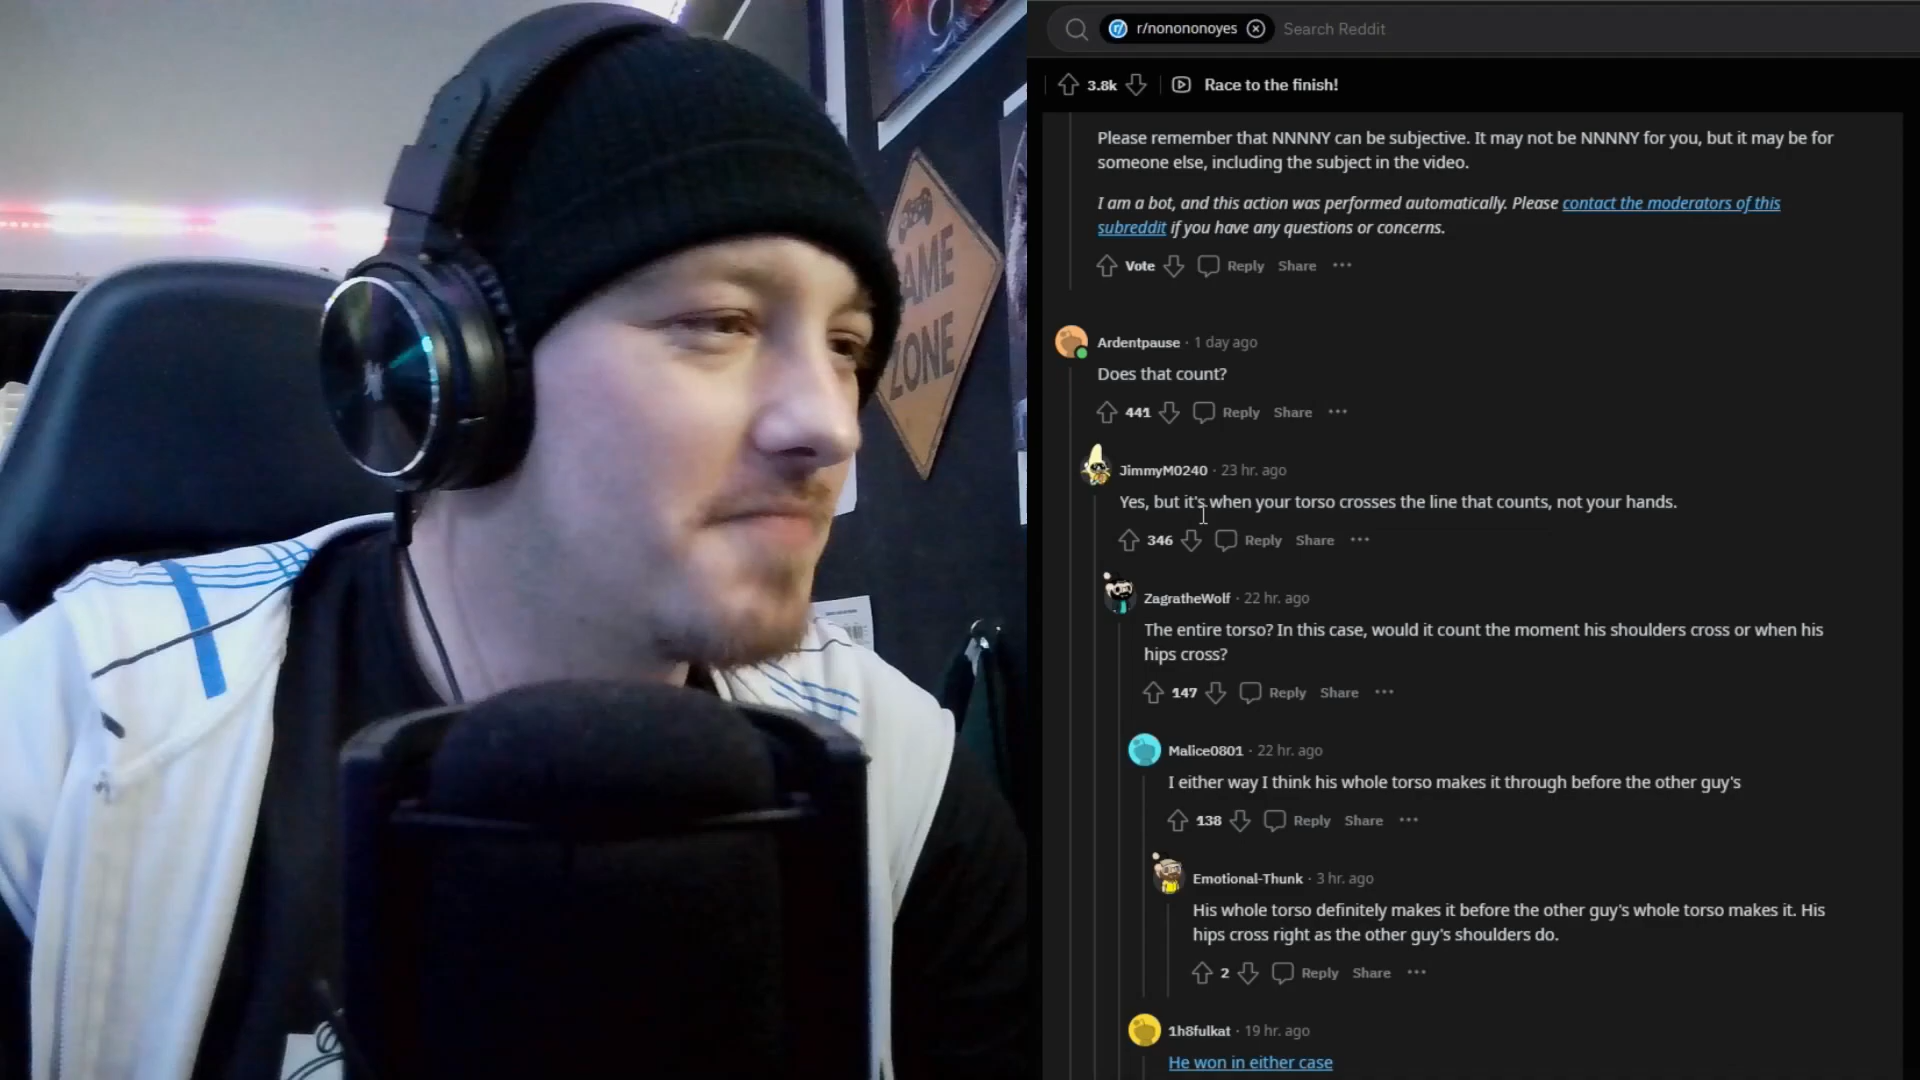 GAME
ZONE
r/nonononoyes
Search Reddit
3.8k
Race to the finish!
Please remember that NNNNY can be subjective. It may not be NNNNY for you, but it may be for
someone else, including the subject in the video.
I am a bot, and this action was performed automatically. Please contact the moderators of this
subreddit if you have any questions or concerns.
Vote Reply Share ···
Ardentpause · 1 day ago
Does that count?
441 Reply Share ···
JimmyM0240 · 23 hr. ago
Yes, but it's when your torso crosses the line that counts, not your hands.
346 Reply Share ···
ZagratheWolf · 22 hr. ago
The entire torso? In this case, would it count the moment his shoulders cross or when his
hips cross?
147 Reply Share ···
Malice0801 · 22 hr. ago
I either way I think his whole torso makes it through before the other guy's
138 Reply Share ···
Emotional-Thunk · 3 hr. ago
His whole torso definitely makes it before the other guy's whole torso makes it. His
hips cross right as the other guy's shoulders do.
2 Reply Share ···
1h8fulkat · 19 hr. ago
He won in either case